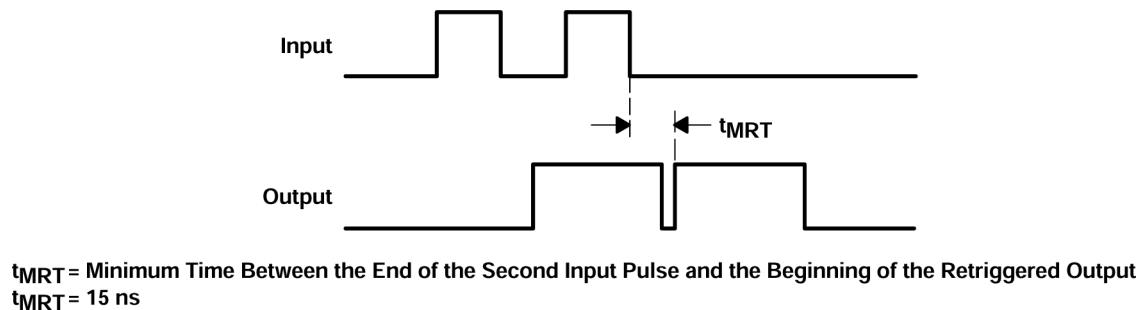 Input
tMRT
Output
tMRT = Minimum Time Between the End of the Second Input Pulse and the Beginning of the Retriggered Output
tMRT = 15 ns